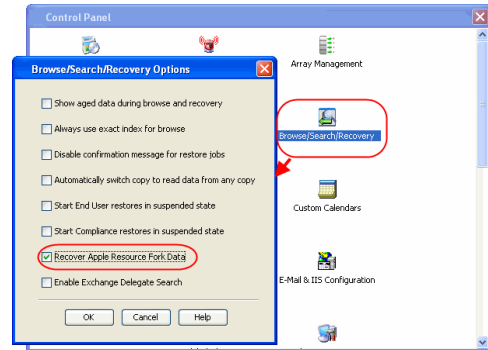 Control Panel
Array Management
Browse/Search/Recovery Options
Show aged data during browse and recovery
Always use exact index for browse
Disable confirmation message for restore jobs
Automatically switch copy to read data from any copy
Start End User restores in suspended state
Start Compliance restores in suspended state
Recover Apple Resource Fork Data
Enable Exchange Delegate Search
OK Cancel Help
Browse/Search/Recovery
Custom Calendars
E-Mail & IIS Configuration